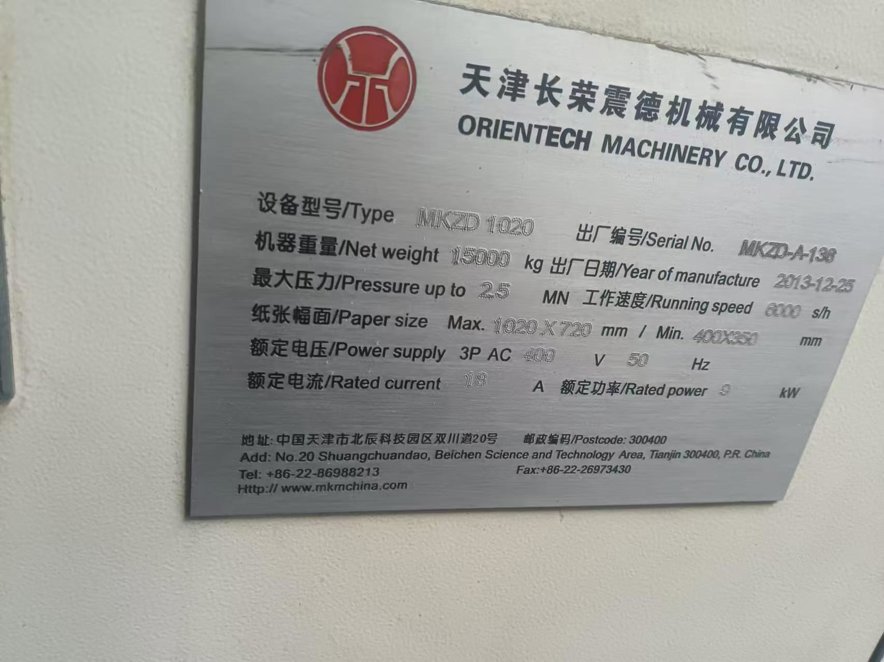 天津长荣震德机械有限公司
ORIENTECH MACHINERY CO., LTD.
设备型号/Type MKZD 1020 出厂编号/Serial No. MKZD-A-138
机器重量/Net weight 15000 kg 出厂日期/Year of manufacture 2013-12-25
最大压力/Pressure up to 2.5 MN 工作速度/Running speed 6000 s/h
纸张幅面/Paper size Max. 1020 X 720 mm / Min. 400X350 mm
额定电压/Power supply 3P AC 400 V 50 Hz
额定电流/Rated current 18 A 额定功率/Rated power 9 kW
地址: 中国天津市北辰科技园区双川道20号 邮政编码/Postcode: 300400
Add: No.20 Shuangchuandao, Beichen Science and Technology Area, Tianjin 300400, P.R. China
Tel: +86-22-86988213 Fax:+86-22-26973430
Http:// www.mkmchina.com